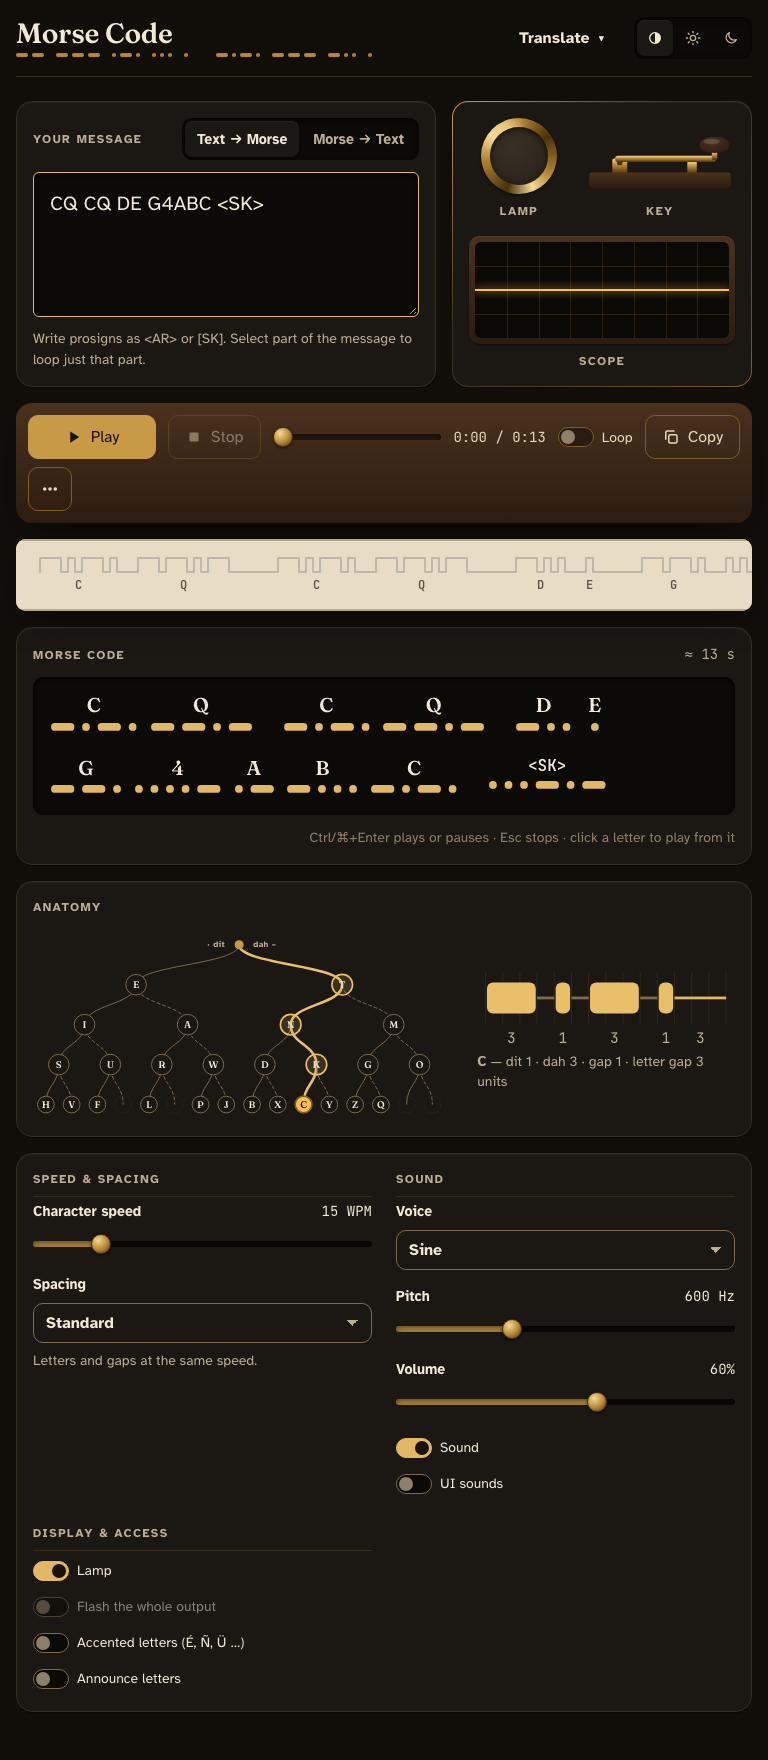 Morse Code
Translate ▾
YOUR MESSAGE
Text → Morse
Morse → Text
CQ CQ DE G4ABC <SK>
Write prosigns as <AR> or [SK]. Select part of the message to
loop just that part.
LAMP
KEY
SCOPE
Play
Stop
0:00 / 0:13
Loop
Copy
C Q C Q D E G
MORSE CODE
≈ 13 s
C Q C Q D E
G 4 A B C <SK>
Ctrl/⌘+Enter plays or pauses · Esc stops · click a letter to play from it
ANATOMY
· dit dah –
E T
I A N M
S U R W D K G O
H V F L P J B X C Y Z Q
3 1 3 1 3
C — dit 1 · dah 3 · gap 1 · letter gap 3
units
SPEED & SPACING
Character speed 15 WPM
Spacing
Standard
Letters and gaps at the same speed.
SOUND
Voice
Sine
Pitch 600 Hz
Volume 60%
Sound
UI sounds
DISPLAY & ACCESS
Lamp
Flash the whole output
Accented letters (É, Ñ, Ü …)
Announce letters